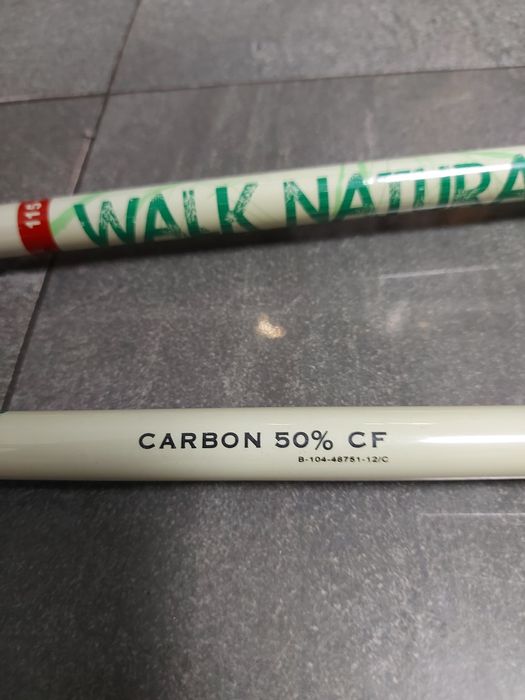 115
WALK NATURA
CARBON 50% CF
B-104-48751-12/C